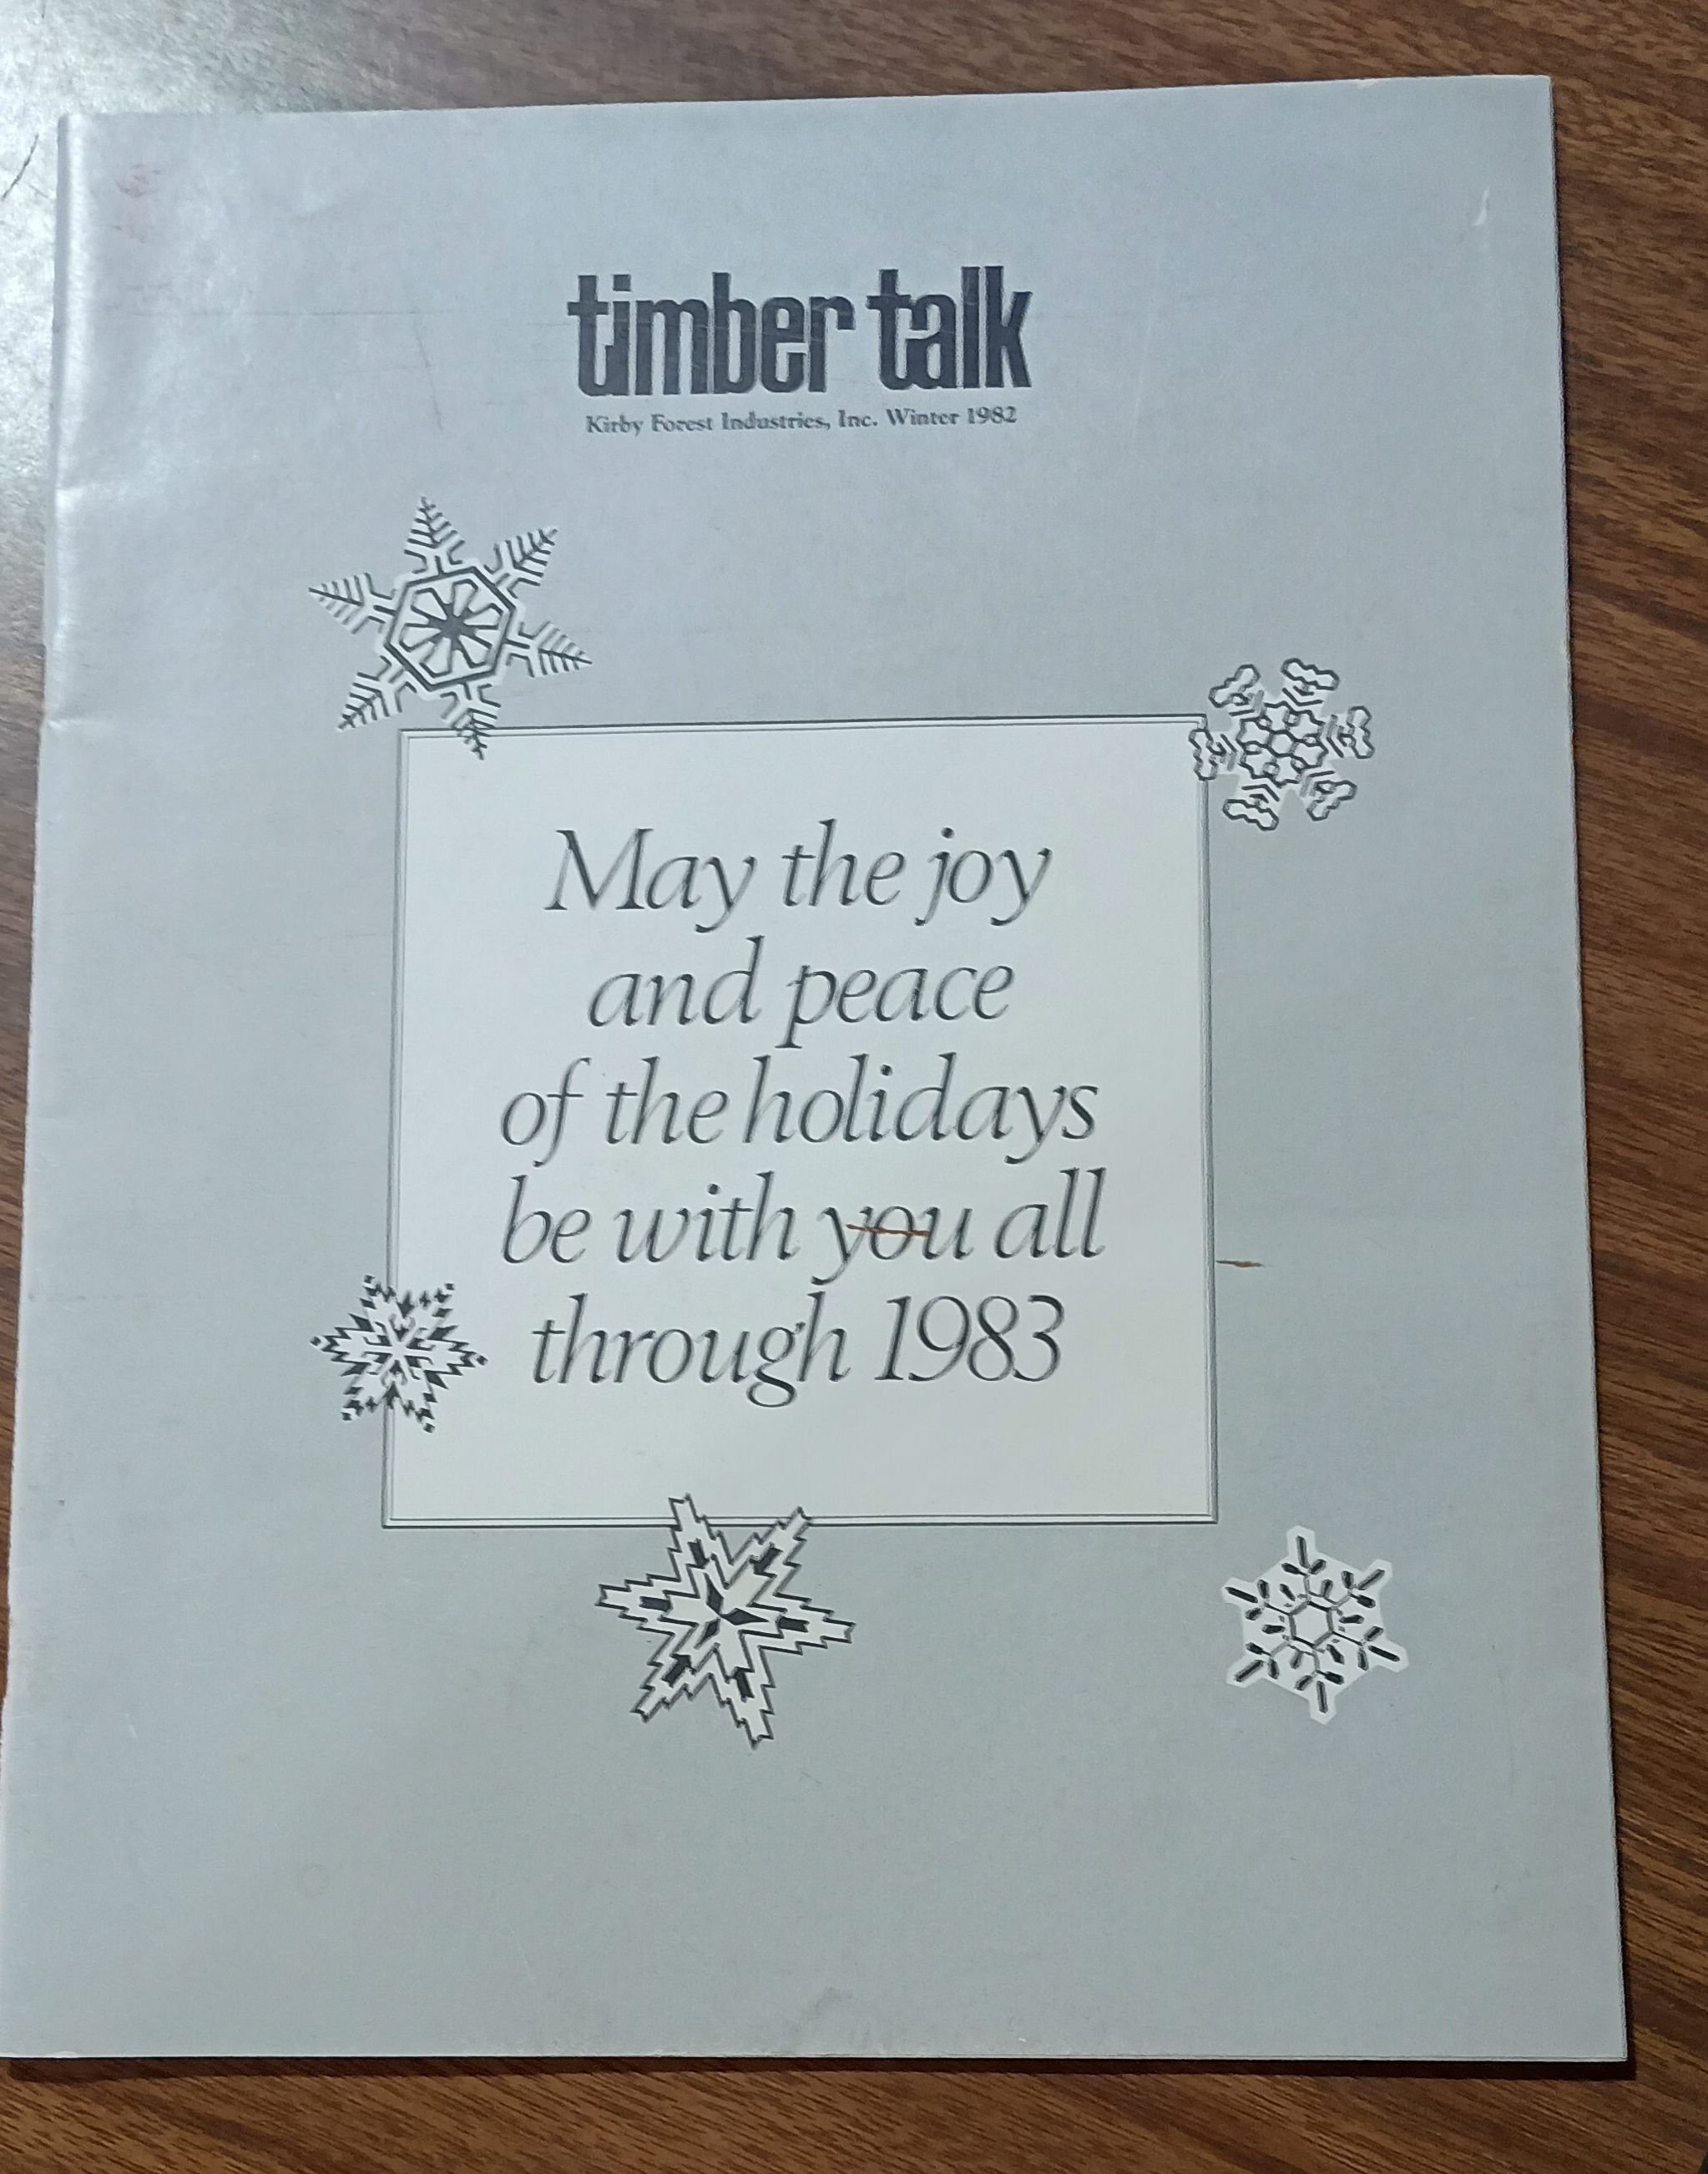 timber talk
Kirby Forest Industries, Inc. Winter 1982
May the joy
and peace
of the holidays
be with you all
through 1983